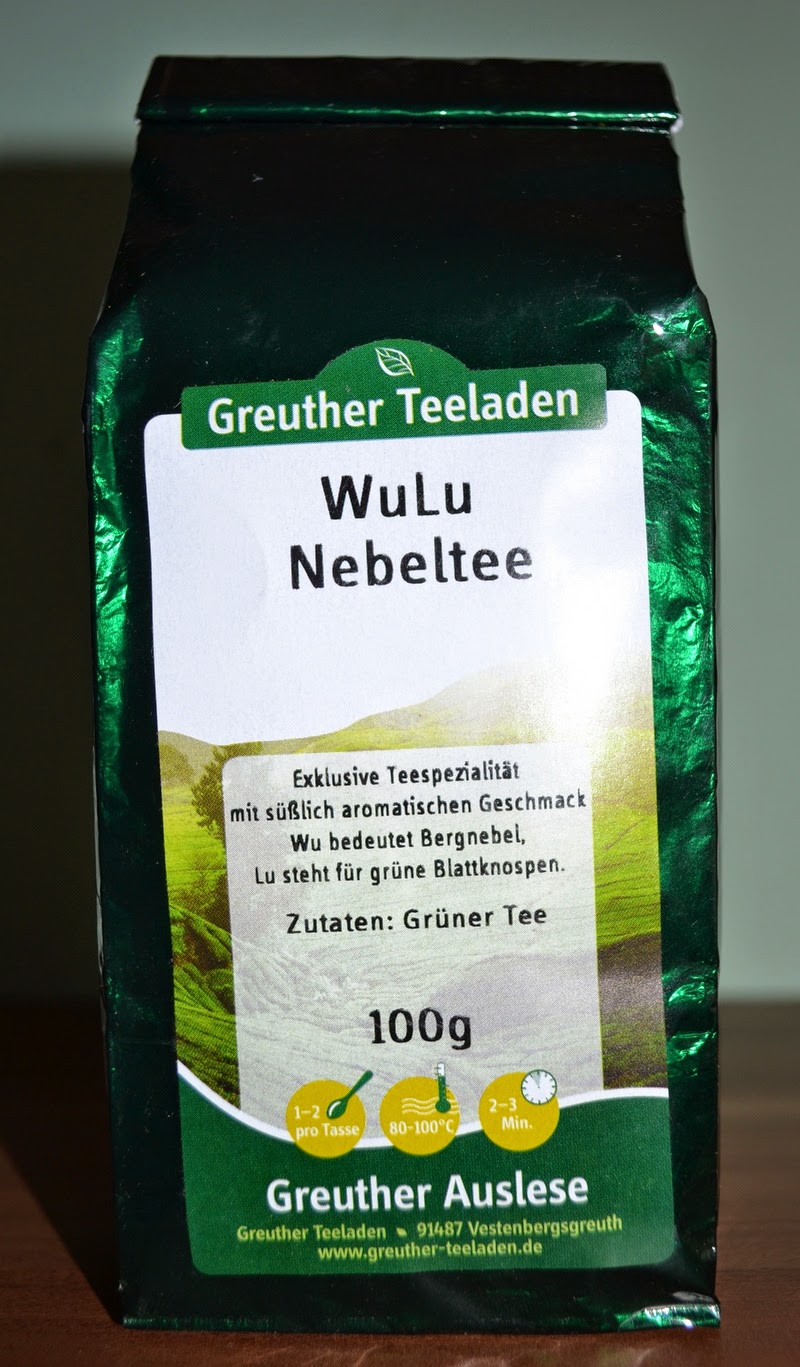 Greuther Teeladen
WuLu
Nebeltee
Exklusive Teespezialität
mit süßlich aromatischen Geschmack
Wu bedeutet Bergnebel,
Lu steht für grüne Blattknospen.
Zutaten: Grüner Tee
100g
1–2
pro Tasse
80-100°C
2–3
Min.
Greuther Auslese
Greuther Teeladen 91487 Vestenbergsgreuth
www.greuther-teeladen.de